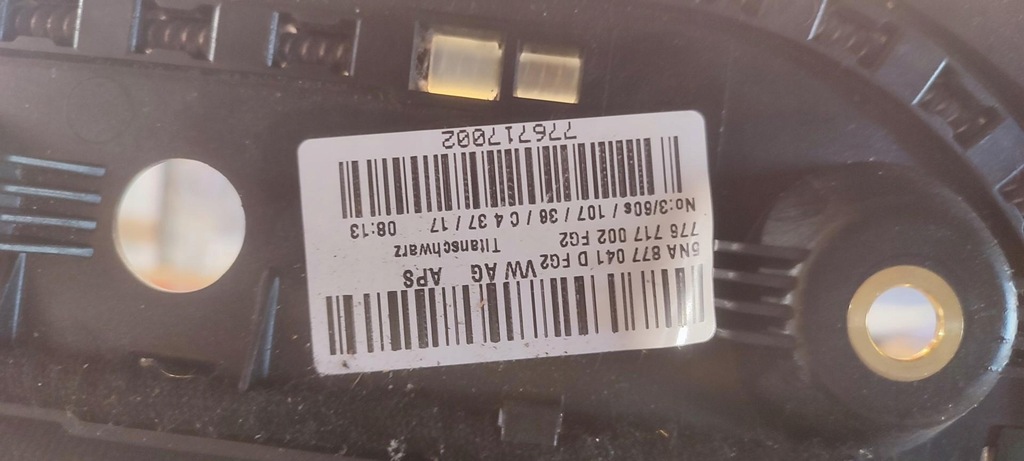 5NA 877 041 D FG2 VW AG APS
776 717 002 FG2 Titanschwarz
No:3/60s / 107 / 38 / C 4 37 / 17 08:13
776717002